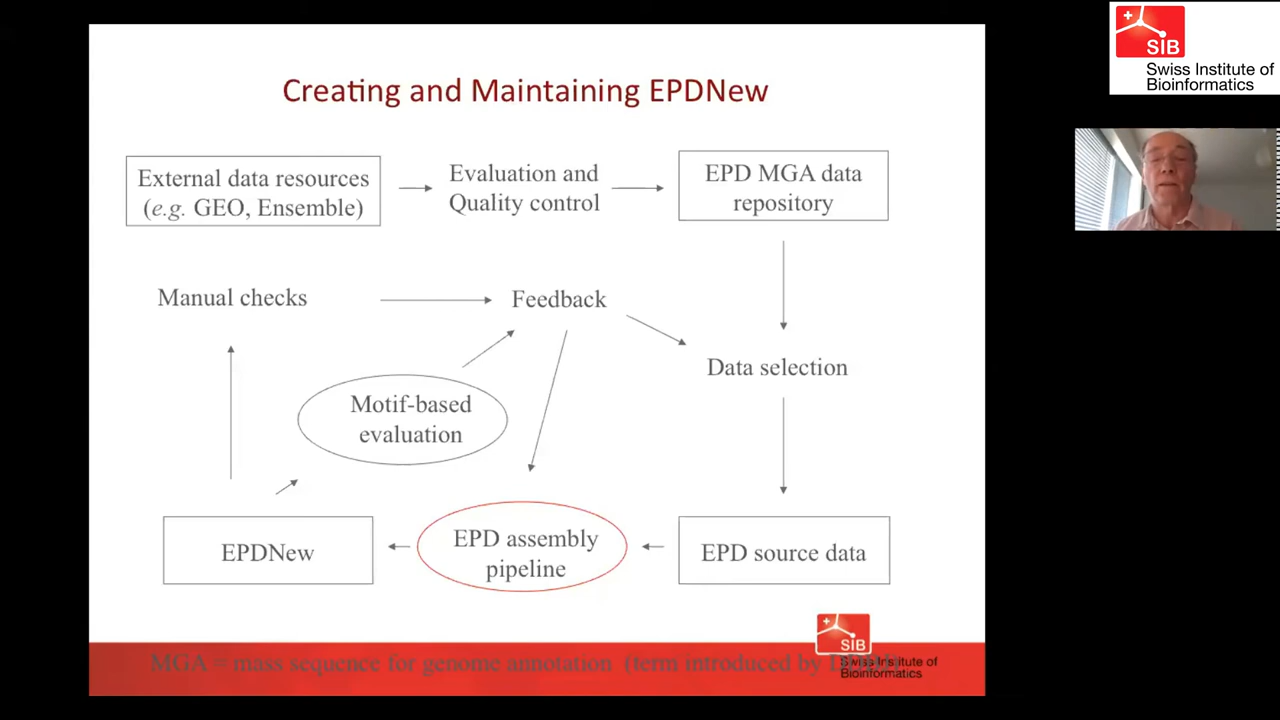 Creating and Maintaining EPDNew
SIB
Swiss Institute of
Bioinformatics
External data resources
(e.g. GEO, Ensemble)
Evaluation and
Quality control
EPD MGA data
repository
Manual checks
Feedback
Data selection
Motif-based
evaluation
EPDNew
EPD assembly
pipeline
EPD source data
SIB
Swiss Institute of
Bioinformatics
MGA = mass sequence for genome annotation (term introduced by